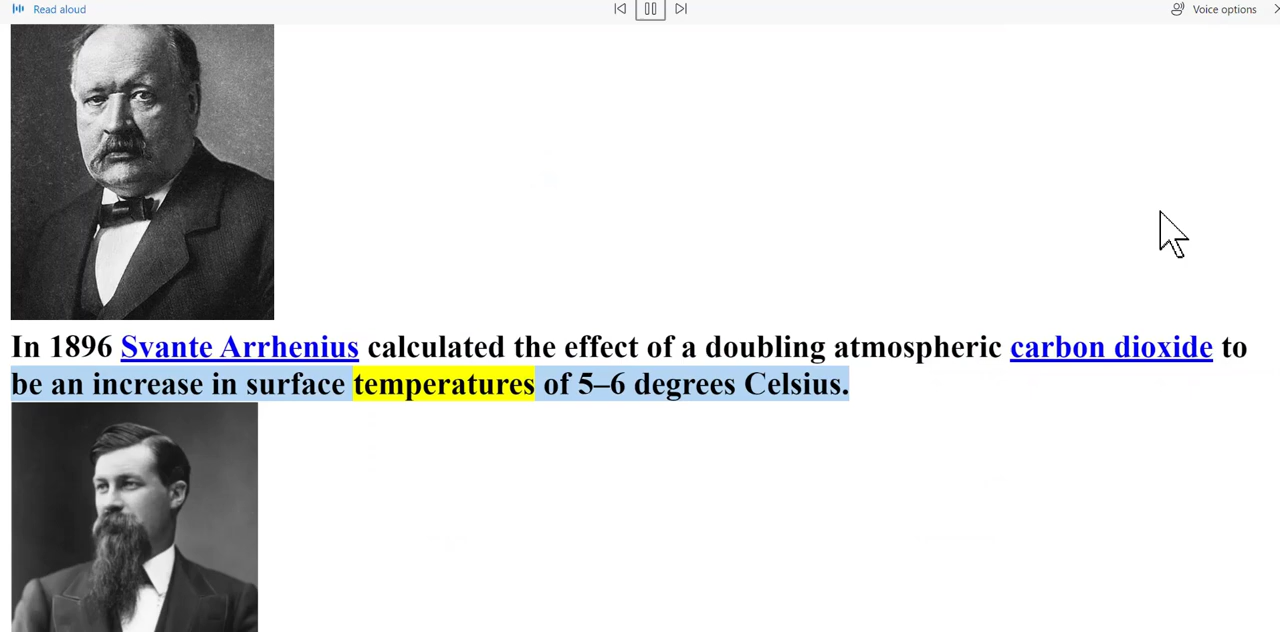 Read aloud
Voice options
In 1896 Svante Arrhenius calculated the effect of a doubling atmospheric carbon dioxide to
be an increase in surface temperatures of 5–6 degrees Celsius.